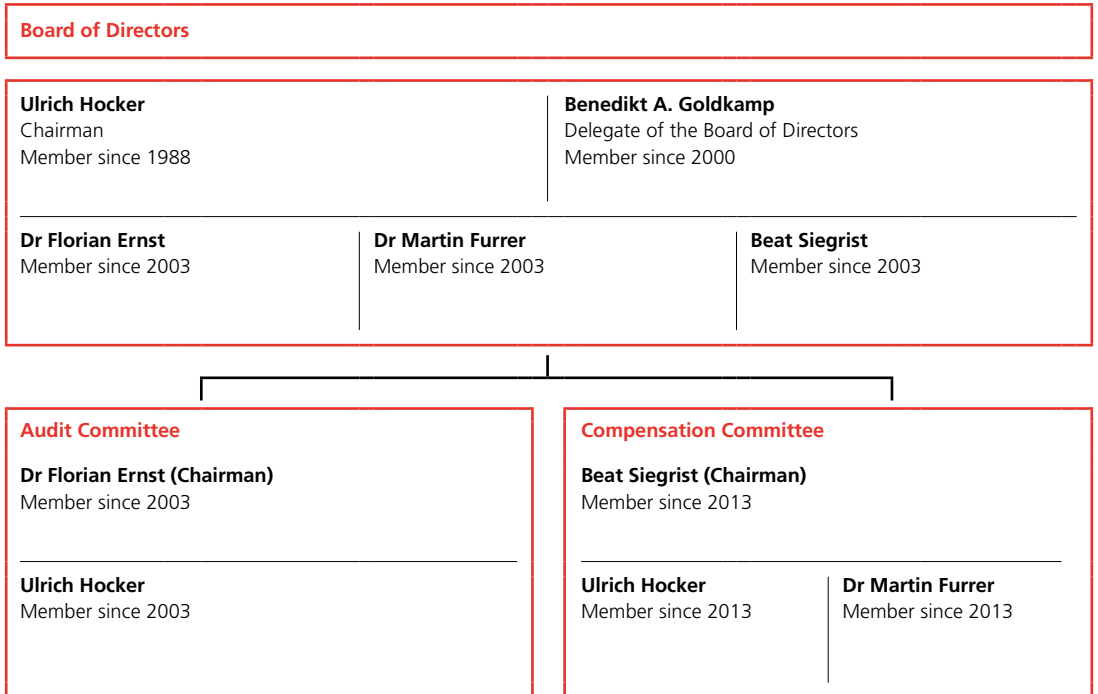 Board of Directors
Ulrich Hocker
Chairman
Member since 1988
Benedikt A. Goldkamp
Delegate of the Board of Directors
Member since 2000
Dr Florian Ernst
Member since 2003
Dr Martin Furrer
Member since 2003
Beat Siegrist
Member since 2003
Audit Committee
Dr Florian Ernst (Chairman)
Member since 2003
Ulrich Hocker
Member since 2003
Compensation Committee
Beat Siegrist (Chairman)
Member since 2013
Ulrich Hocker
Member since 2013
Dr Martin Furrer
Member since 2013